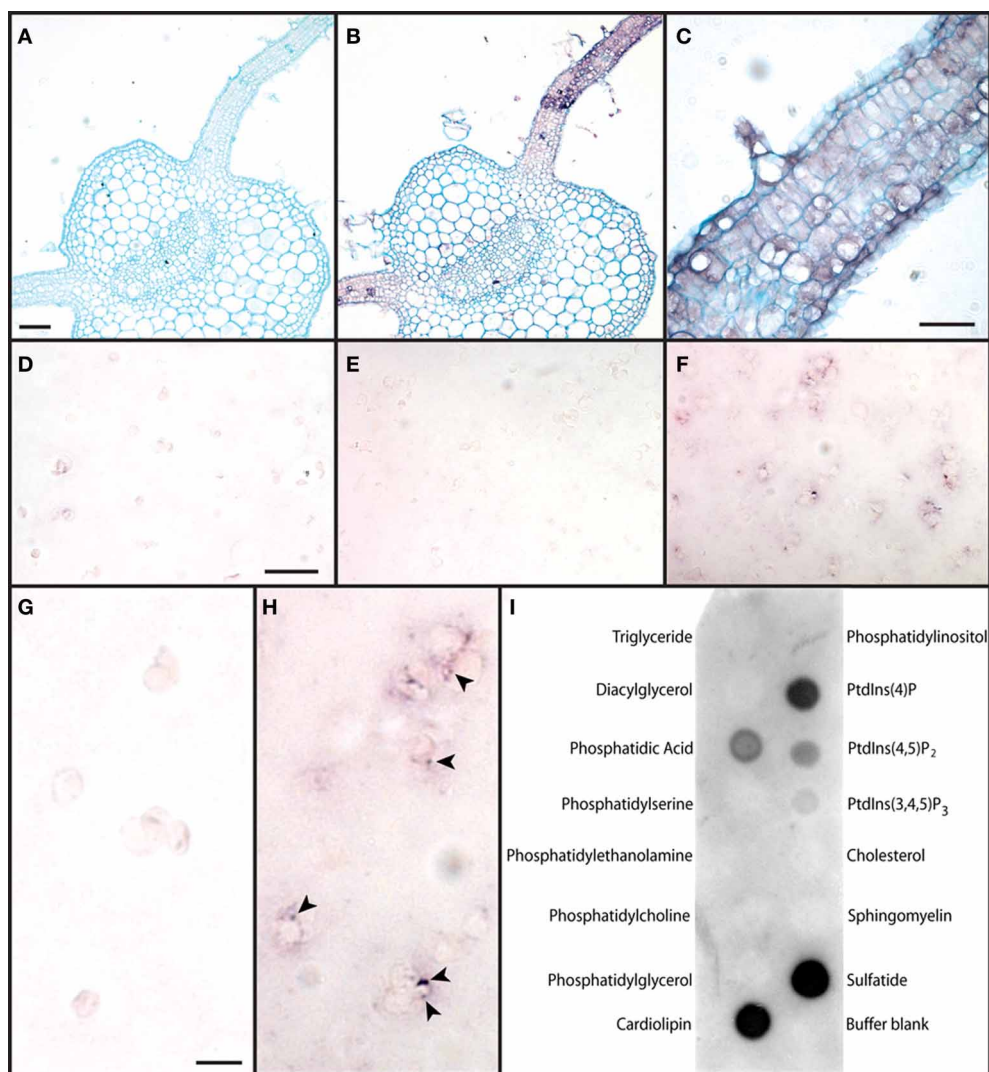 A
B
C
D
E
F
G
H
I
Triglyceride Phosphatidylinositol
Diacylglycerol PtdIns(4)P
Phosphatidic Acid PtdIns(4,5)P2
Phosphatidylserine PtdIns(3,4,5)P3
Phosphatidylethanolamine Cholesterol
Phosphatidylcholine Sphingomyelin
Phosphatidylglycerol Sulfatide
Cardiolipin Buffer blank